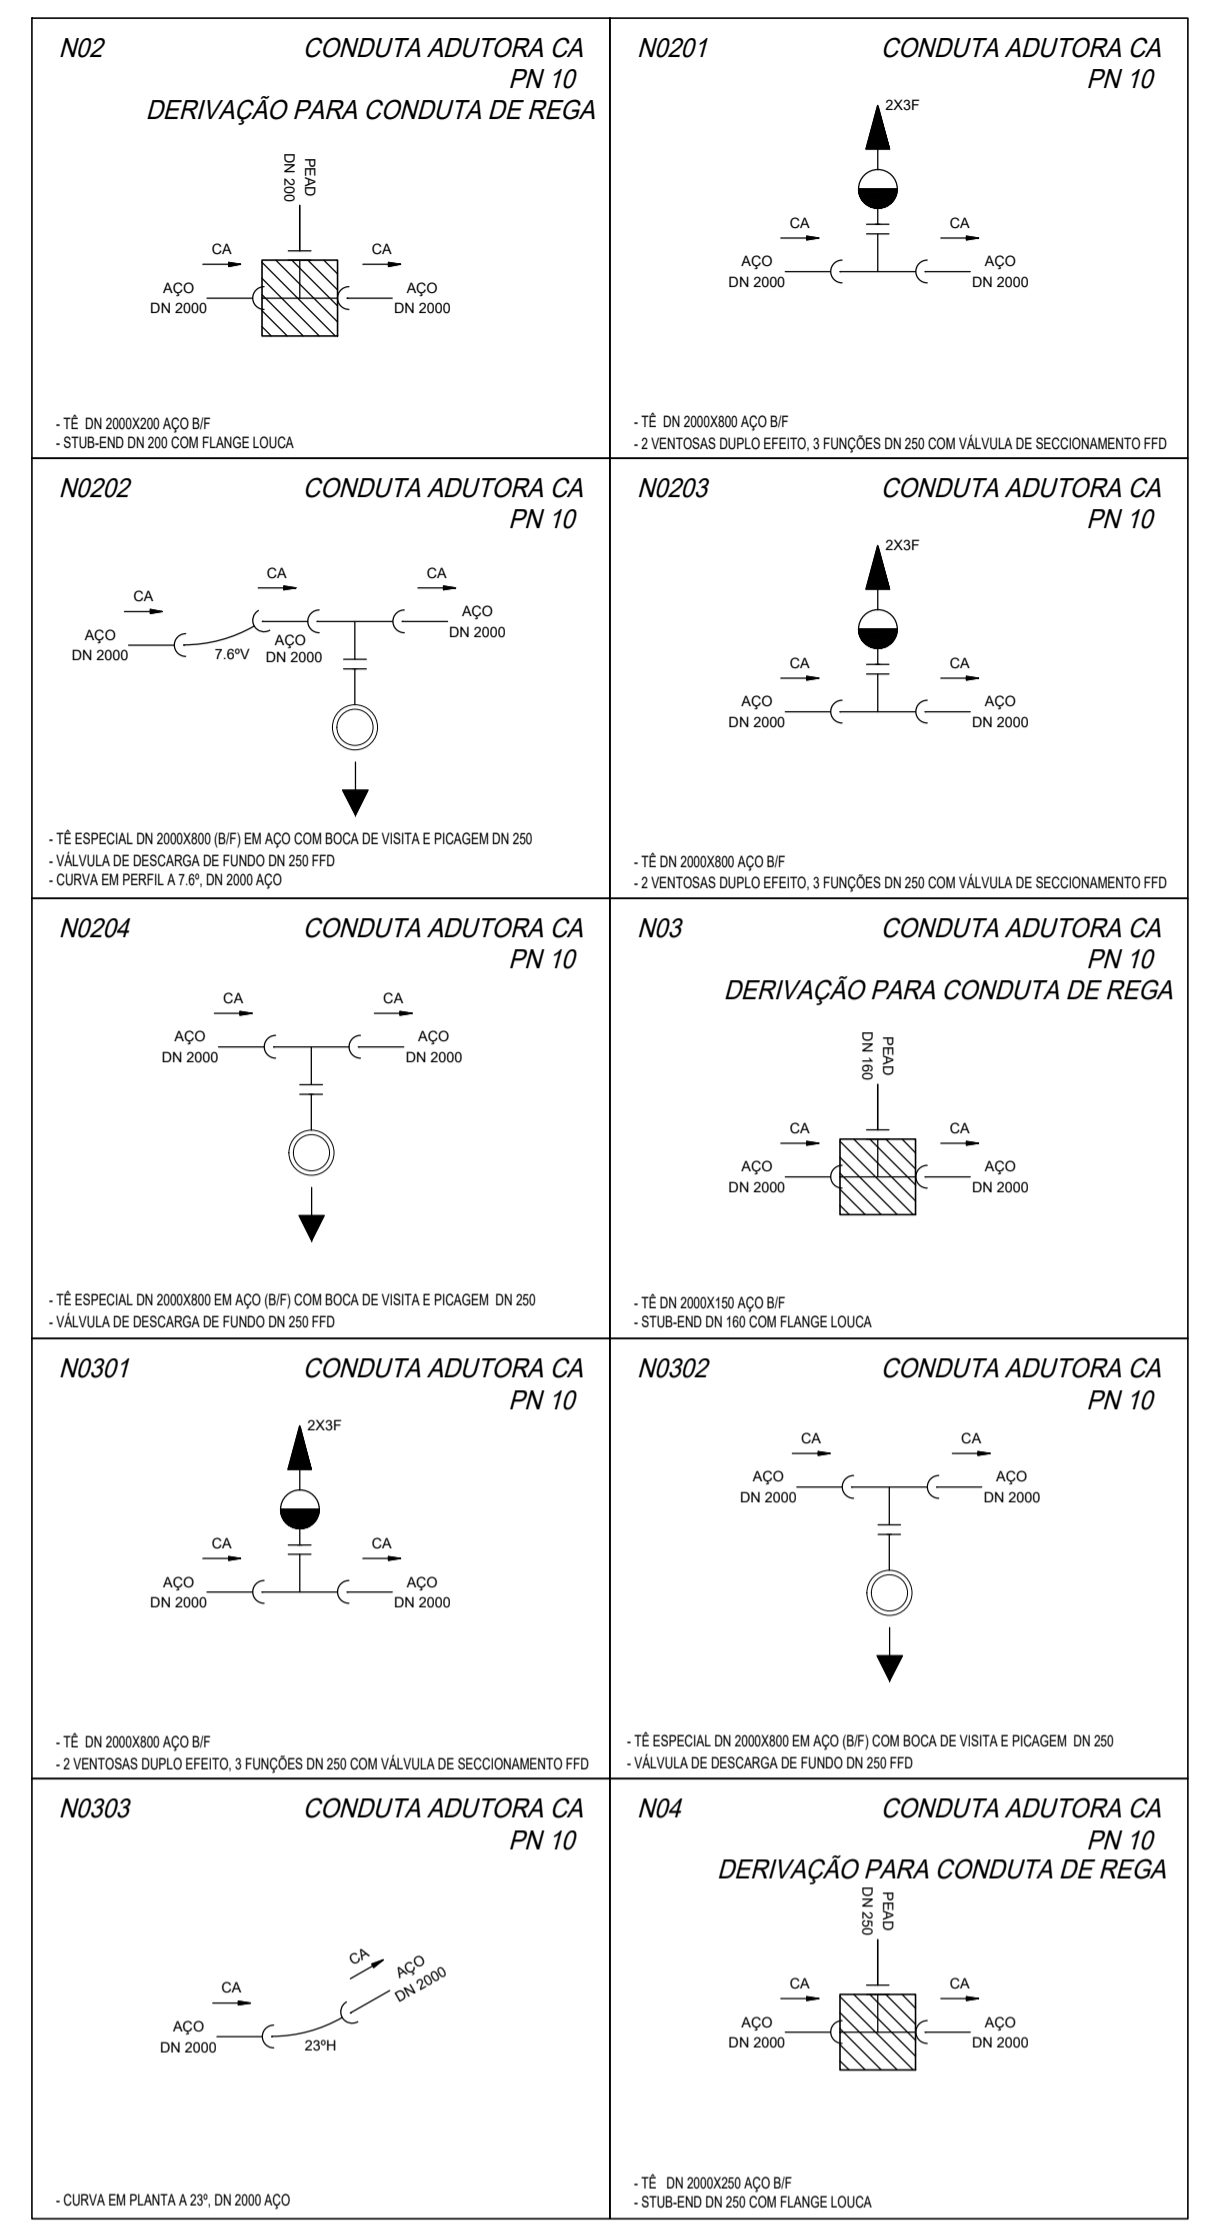 N02
CONDUTA ADUTORA CA
PN 10
DERIVAÇÃO PARA CONDUTA DE REGA
PEAD
DN 200
CA
CA
AÇO
DN 2000
AÇO
DN 2000
- TÊ DN 2000X200 AÇO B/F
- STUB-END DN 200 COM FLANGE LOUCA
N0201
CONDUTA ADUTORA CA
PN 10
2X3F
CA
CA
AÇO
DN 2000
AÇO
DN 2000
- TÊ DN 2000X800 AÇO B/F
- 2 VENTOSAS DUPLO EFEITO, 3 FUNÇÕES DN 250 COM VÁLVULA DE SECCIONAMENTO FFD
N0202
CONDUTA ADUTORA CA
PN 10
CA
CA
CA
AÇO
DN 2000
7.6ºV
AÇO
DN 2000
AÇO
DN 2000
- TÊ ESPECIAL DN 2000X800 (B/F) EM AÇO COM BOCA DE VISITA E PICAGEM DN 250
- VÁLVULA DE DESCARGA DE FUNDO DN 250 FFD
- CURVA EM PERFIL A 7.6º, DN 2000 AÇO
N0203
CONDUTA ADUTORA CA
PN 10
2X3F
CA
CA
AÇO
DN 2000
AÇO
DN 2000
- TÊ DN 2000X800 AÇO B/F
- 2 VENTOSAS DUPLO EFEITO, 3 FUNÇÕES DN 250 COM VÁLVULA DE SECCIONAMENTO FFD
N0204
CONDUTA ADUTORA CA
PN 10
CA
CA
AÇO
DN 2000
AÇO
DN 2000
- TÊ ESPECIAL DN 2000X800 EM AÇO (B/F) COM BOCA DE VISITA E PICAGEM DN 250
- VÁLVULA DE DESCARGA DE FUNDO DN 250 FFD
N03
CONDUTA ADUTORA CA
PN 10
DERIVAÇÃO PARA CONDUTA DE REGA
PEAD
DN 160
CA
CA
AÇO
DN 2000
AÇO
DN 2000
- TÊ DN 2000X150 AÇO B/F
- STUB-END DN 160 COM FLANGE LOUCA
N0301
CONDUTA ADUTORA CA
PN 10
2X3F
CA
CA
AÇO
DN 2000
AÇO
DN 2000
- TÊ DN 2000X800 AÇO B/F
- 2 VENTOSAS DUPLO EFEITO, 3 FUNÇÕES DN 250 COM VÁLVULA DE SECCIONAMENTO FFD
N0302
CONDUTA ADUTORA CA
PN 10
CA
CA
AÇO
DN 2000
AÇO
DN 2000
- TÊ ESPECIAL DN 2000X800 EM AÇO (B/F) COM BOCA DE VISITA E PICAGEM DN 250
- VÁLVULA DE DESCARGA DE FUNDO DN 250 FFD
N0303
CONDUTA ADUTORA CA
PN 10
CA
CA
AÇO
DN 2000
23ºH
AÇO
DN 2000
- CURVA EM PLANTA A 23º, DN 2000 AÇO
N04
CONDUTA ADUTORA CA
PN 10
DERIVAÇÃO PARA CONDUTA DE REGA
PEAD
DN 250
CA
CA
AÇO
DN 2000
AÇO
DN 2000
- TÊ DN 2000X250 AÇO B/F
- STUB-END DN 250 COM FLANGE LOUCA